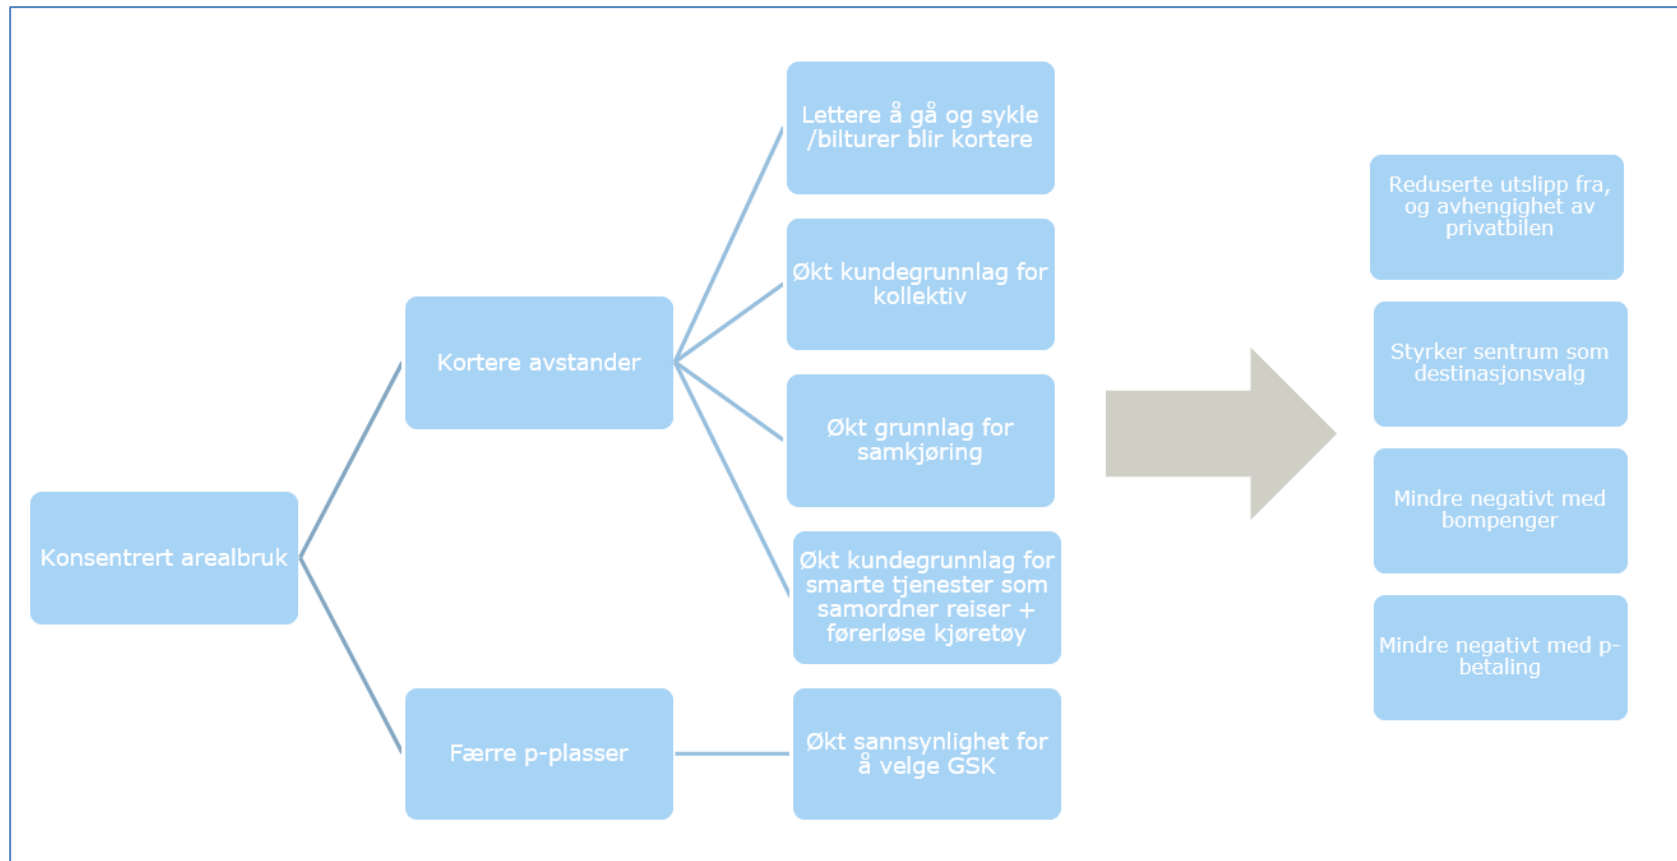 Konsentrert arealbruk
Kortere avstander
Færre p-plasser
Lettere å gå og sykle
/bilturer blir kortere
Økt kundegrunnlag for
kollektiv
Økt grunnlag for
samkjøring
Økt kundegrunnlag for
smarte tjenester som
samordner reiser +
førerløse kjøretøy
Økt sannsynlighet for
å velge GSK
Reduserte utslipp fra,
og avhengighet av
privatbilen
Styrker sentrum som
destinasjonsvalg
Mindre negativt med
bompenger
Mindre negativt med p-
betaling